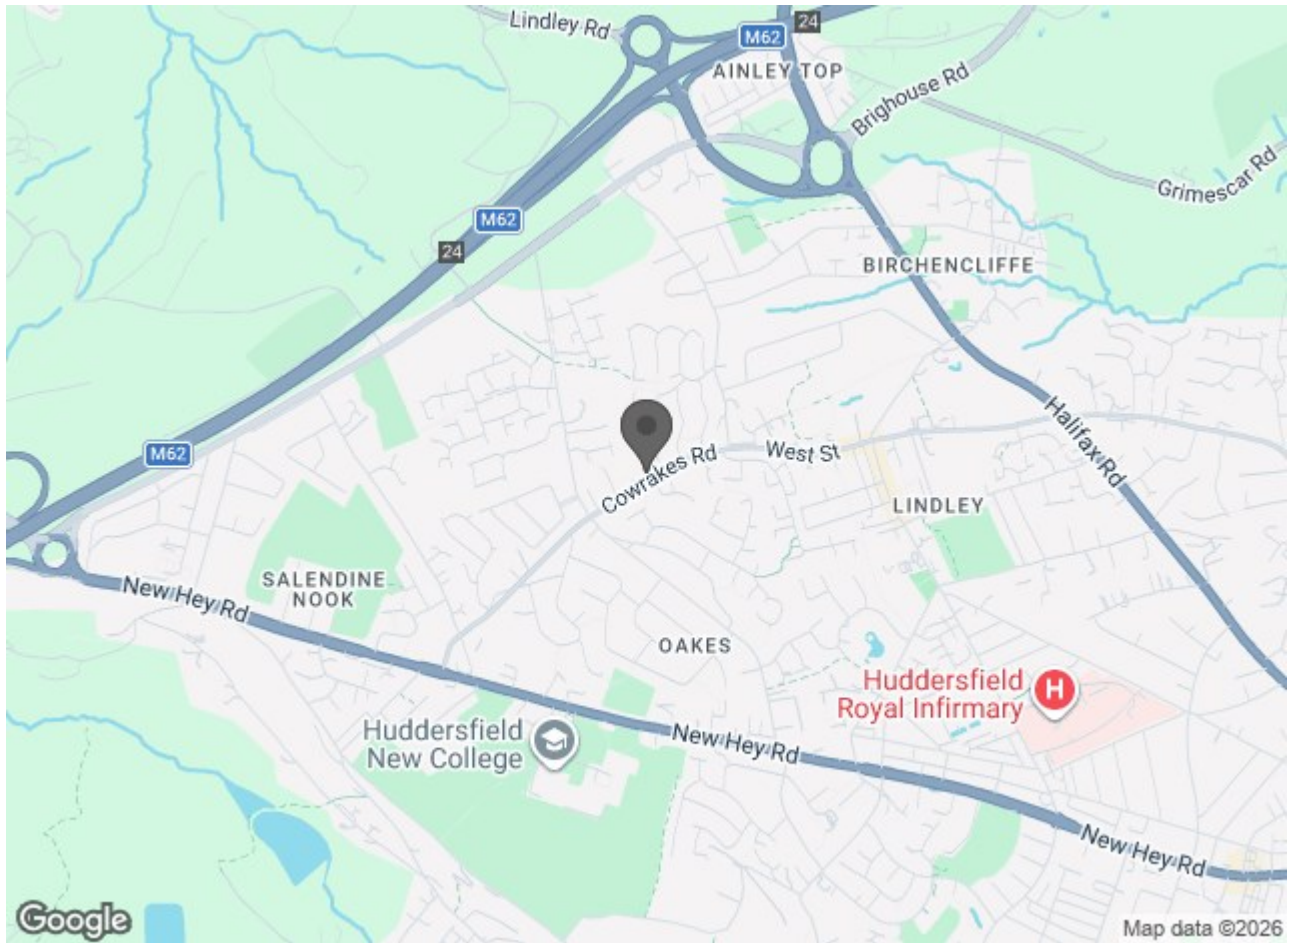 Lindley Rd
24
M62
AINLEY TOP
Brighouse Rd
Grimescar Rd
M62
24
BIRCHENCLIFFE
Halifax Rd
M62
West St
Cowrakes Rd
LINDLEY
SALENDINE
NOOK
New Hey Rd
OAKES
Huddersfield
Royal Infirmary
H
Huddersfield
New College
New Hey Rd
New Hey Rd
Google
Map data ©2026